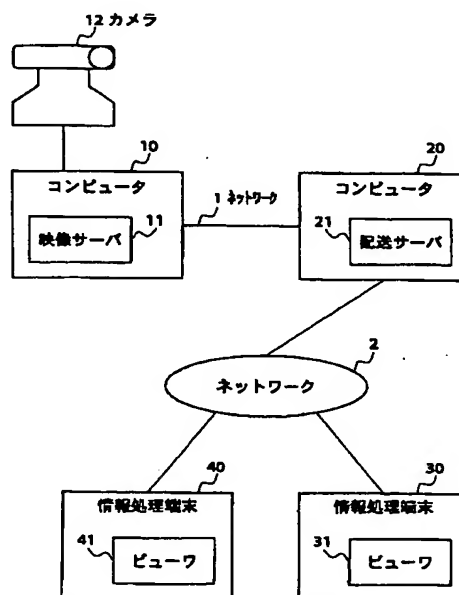 12 カメラ
10
コンピュータ
映像サーバ
11
1 ネットワーク
20
コンピュータ
21
配送サーバ
2
ネットワーク
40
情報処理端末
41
ビューワ
30
情報処理端末
31
ビューワ